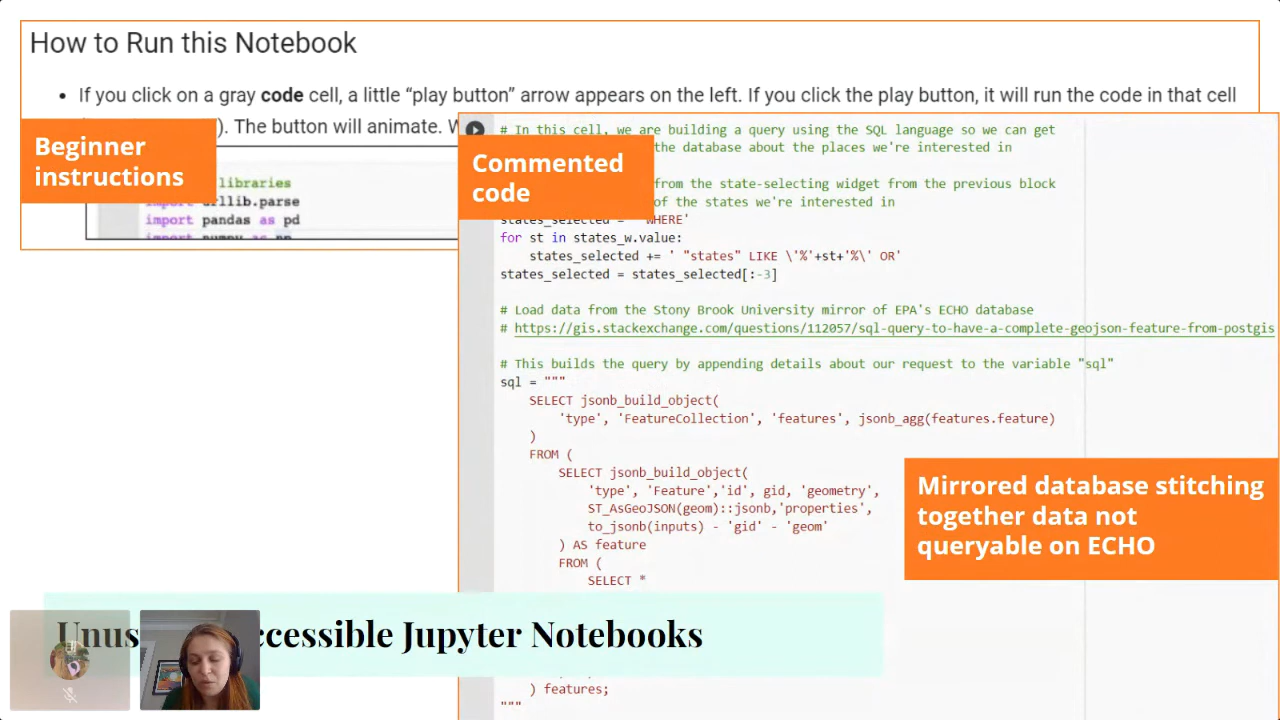 How to Run this Notebook
• If you click on a gray code cell, a little “play button” arrow appears on the left. If you click the play button, it will run the code in that cell
). The button will animate.
Beginner
instructions
libraries
import urllib.parse
import pandas as pd
import numpy as np
Commented
code
# In this cell, we are building a query using the SQL language so we can get
the database about the places we're interested in
from the state-selecting widget from the previous block
of the states we're interested in
states_selected = 'WHERE'
for st in states_w.value:
states_selected += ' "states" LIKE \'%'+st+'%\' OR'
states_selected = states_selected[:-3]
# Load data from the Stony Brook University mirror of EPA's ECHO database
# https://gis.stackexchange.com/questions/112057/sql-query-to-have-a-complete-geojson-feature-from-postgis
# This builds the query by appending details about our request to the variable "sql"
sql = """
SELECT jsonb_build_object(
'type', 'FeatureCollection', 'features', jsonb_agg(features.feature)
)
FROM (
SELECT jsonb_build_object(
'type', 'Feature','id', gid, 'geometry',
ST_AsGeoJSON(geom)::jsonb,'properties',
to_jsonb(inputs) - 'gid' - 'geom'
) AS feature
FROM (
SELECT *
) features;
"""
Mirrored database stitching
together data not
queryable on ECHO
Jupyter Notebooks